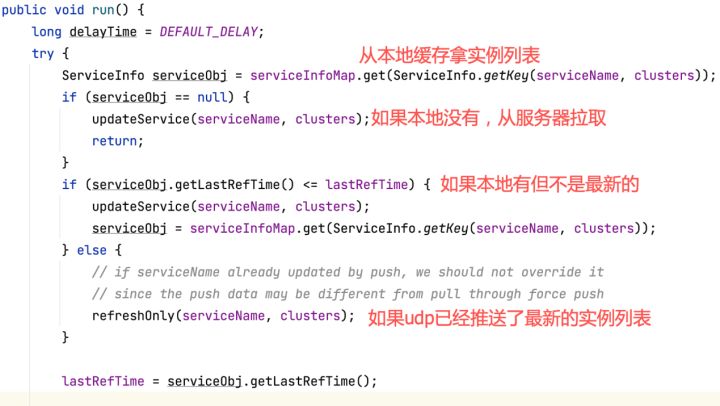 public void run() {
long delayTime = DEFAULT_DELAY;
try {
从本地缓存拿实例列表
ServiceInfo serviceObj = serviceInfoMap.get(ServiceInfo.getKey(serviceName, clusters));
if (serviceObj == null) {
updateService(serviceName, clusters); 如果本地没有，从服务器拉取
return;
}
if (serviceObj.getLastRefTime() <= lastRefTime) { 如果本地有但不是最新的
updateService(serviceName, clusters);
serviceObj = serviceInfoMap.get(ServiceInfo.getKey(serviceName, clusters));
} else {
// if serviceName already updated by push, we should not override it
// since the push data may be different from pull through force push
refreshOnly(serviceName, clusters); 如果udp已经推送了最新的实例列表
}
lastRefTime = serviceObj.getLastRefTime();